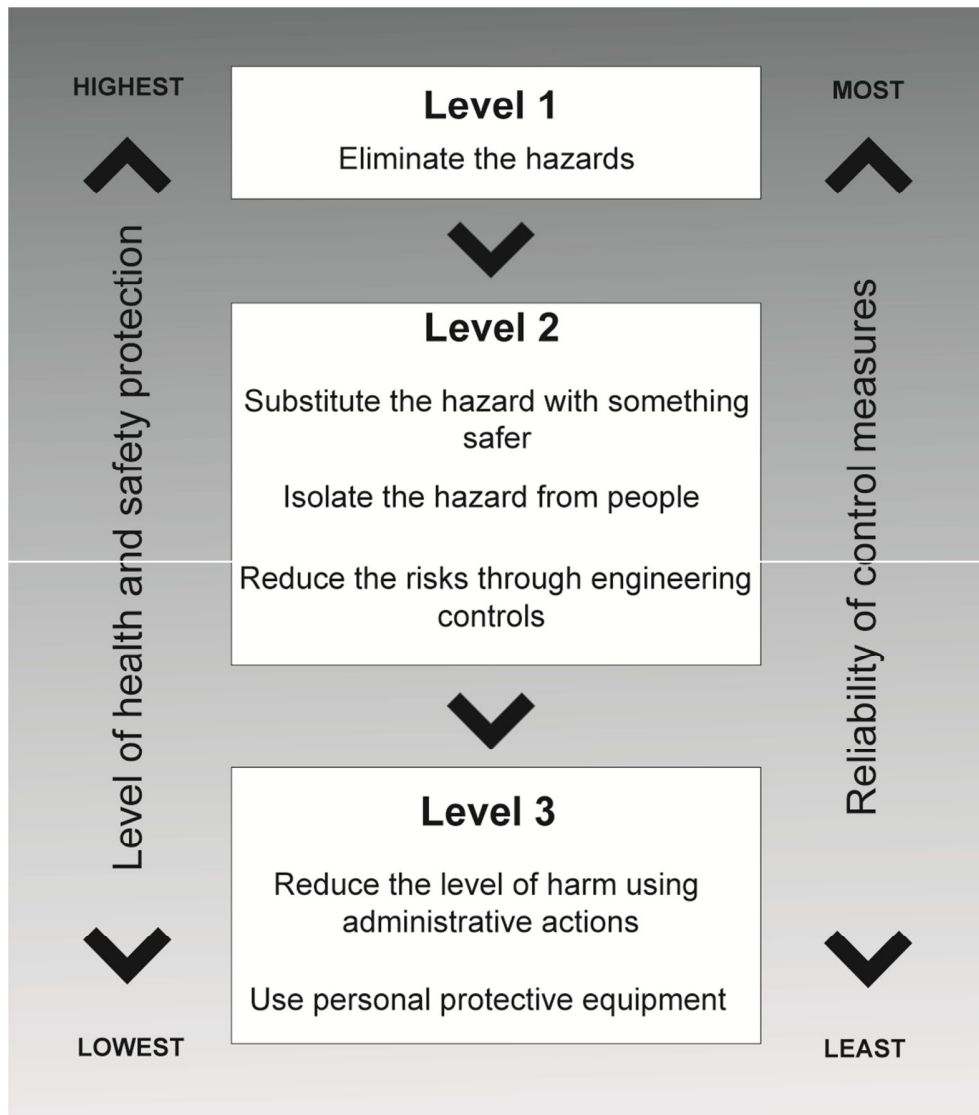 HIGHEST
MOST
Level 1
Eliminate the hazards
Level of health and safety protection
Reliability of control measures
Level 2
Substitute the hazard with something
safer
Isolate the hazard from people
Reduce the risks through engineering
controls
Level 3
Reduce the level of harm using
administrative actions
Use personal protective equipment
LOWEST
LEAST